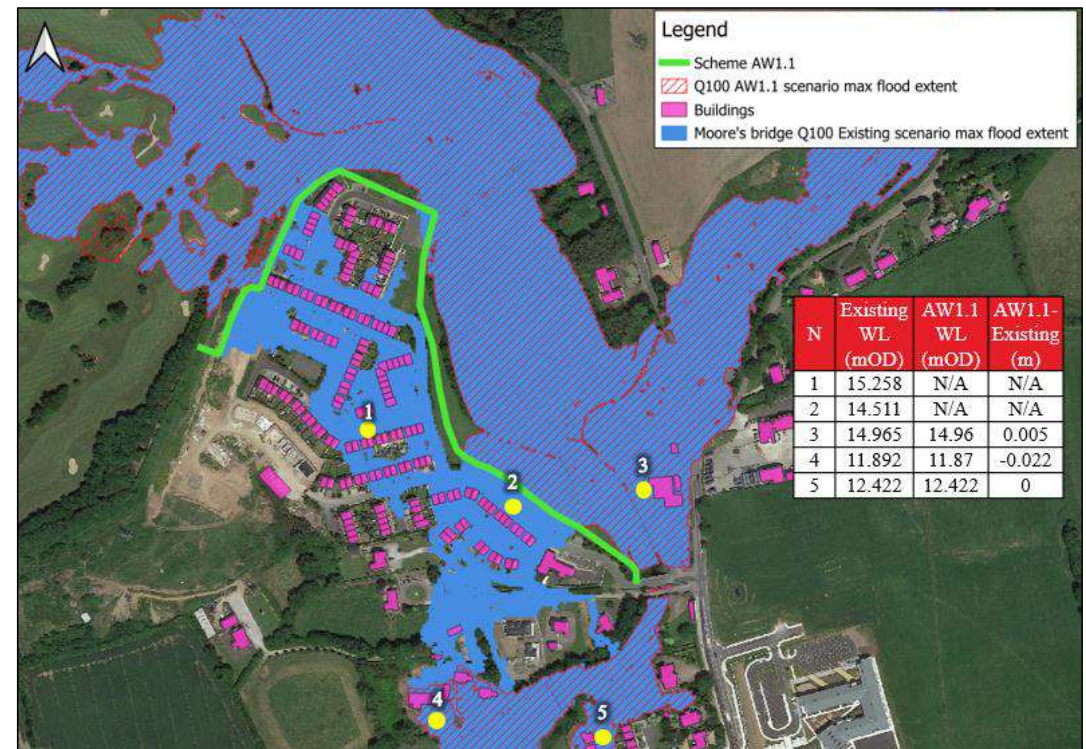 Legend
Scheme AW1.1
Q100 AW1.1 scenario max flood extent
Buildings
Moore's bridge Q100 Existing scenario max flood extent
N Existing WL (mOD) AW1.1 WL (mOD) AW1.1-Existing (m)
1 15.258 N/A N/A
2 14.511 N/A N/A
3 14.965 14.96 0.005
4 11.892 11.87 -0.022
5 12.422 12.422 0
1
2
3
4
5